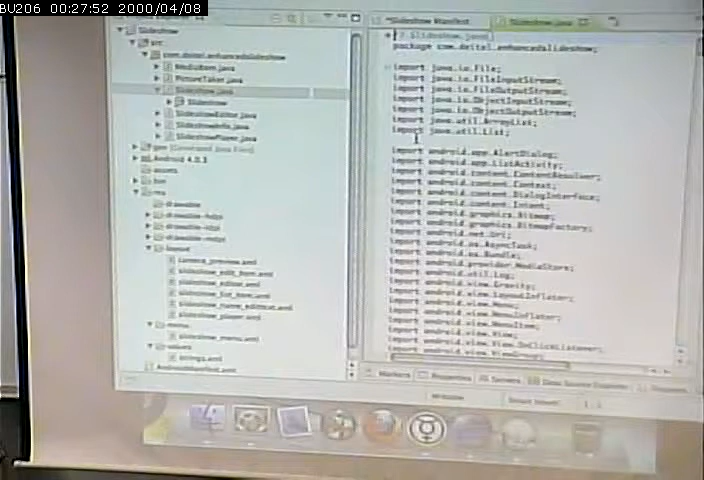 BU206 00:27:52 2000/04/08
Project Explorer
Slideshow
src
com.deitel.enhancedslideshow
MediaItem.java
PictureTaker.java
Slideshow.java
Slideshow
SlideshowEditor.java
SlideshowInfo.java
SlideshowPlayer.java
gen [Generated Java Files]
Android 4.0.3
assets
bin
res
drawable
drawable-hdpi
drawable-ldpi
drawable-mdpi
layout
camera_preview.xml
slideshow_edit_item.xml
slideshow_editor.xml
slideshow_list_item.xml
slideshow_name_edittext.xml
slideshow_player.xml
menu
slideshow_menu.xml
values
strings.xml
AndroidManifest.xml
*Slideshow Manifest
Slideshow.java
// Slideshow.java
package com.deitel.enhancedslideshow;
import java.io.File;
import java.io.FileInputStream;
import java.io.FileOutputStream;
import java.io.ObjectInputStream;
import java.io.ObjectOutputStream;
import java.util.ArrayList;
import java.util.List;
import android.app.AlertDialog;
import android.app.ListActivity;
import android.content.ContentResolver;
import android.content.Context;
import android.content.DialogInterface;
import android.content.Intent;
import android.graphics.Bitmap;
import android.graphics.BitmapFactory;
import android.net.Uri;
import android.os.AsyncTask;
import android.os.Bundle;
import android.provider.MediaStore;
import android.util.Log;
import android.view.Gravity;
import android.view.LayoutInflater;
import android.view.Menu;
import android.view.MenuInflater;
import android.view.MenuItem;
import android.view.View;
import android.view.View.OnClickListener;
import android.view.ViewGroup;
Markers
Properties
Servers
Data Source Explorer
Snippets
Writable
Smart Insert
1 : 1